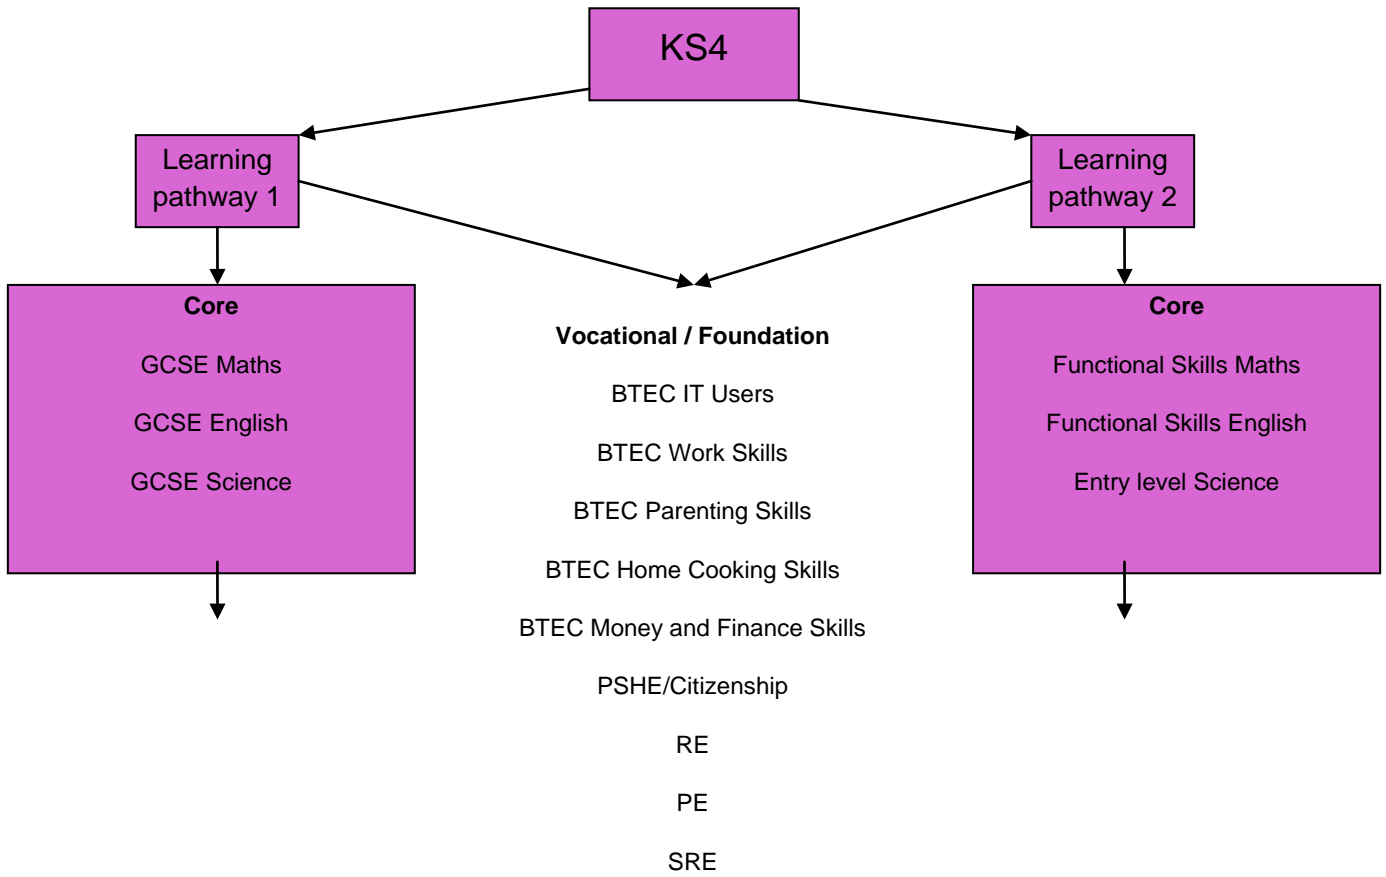 KS4
Learning
pathway 1
Learning
pathway 2
Core
GCSE Maths
GCSE English
GCSE Science
Vocational / Foundation
BTEC IT Users
BTEC Work Skills
BTEC Parenting Skills
BTEC Home Cooking Skills
BTEC Money and Finance Skills
PSHE/Citizenship
RE
PE
SRE
Core
Functional Skills Maths
Functional Skills English
Entry level Science